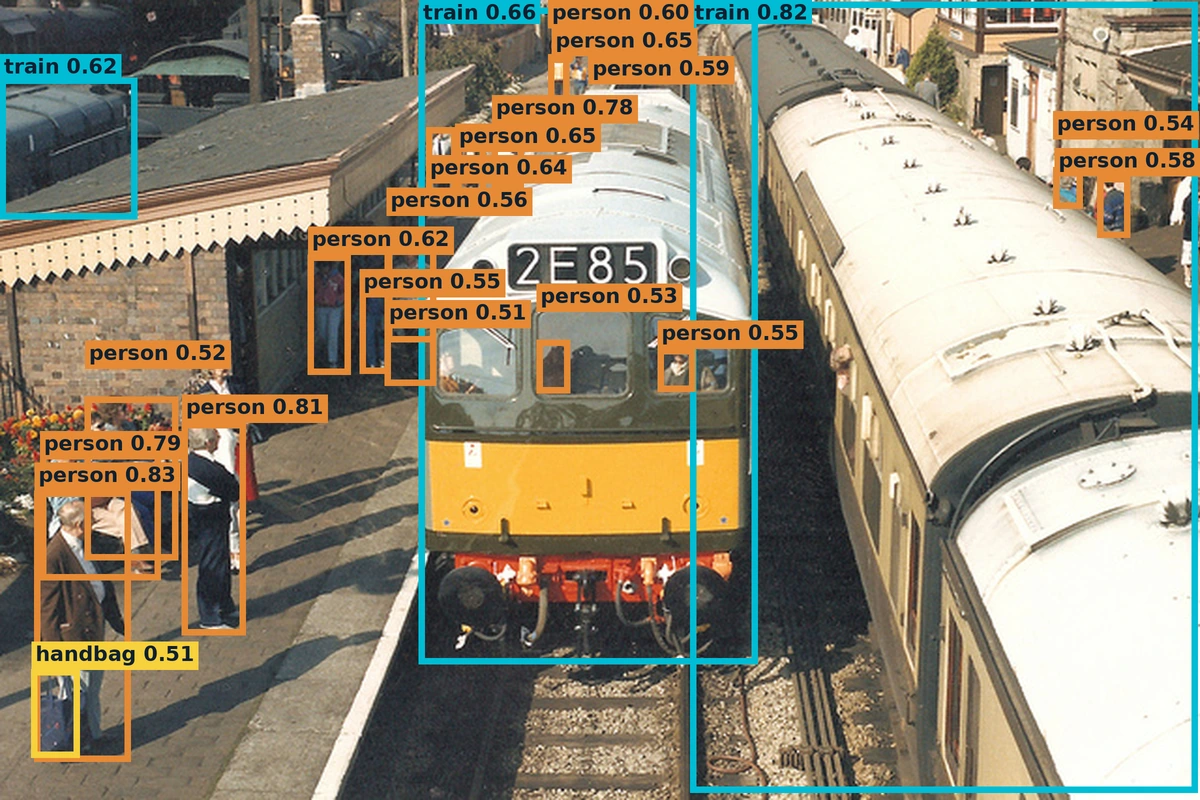 train 0.66
person 0.60
train 0.82
person 0.65
train 0.62
person 0.59
person 0.78
person 0.54
person 0.65
person 0.58
person 0.64
person 0.56
person 0.62
2E85
person 0.55
person 0.53
person 0.51
person 0.55
person 0.52
person 0.81
person 0.79
person 0.83
handbag 0.51